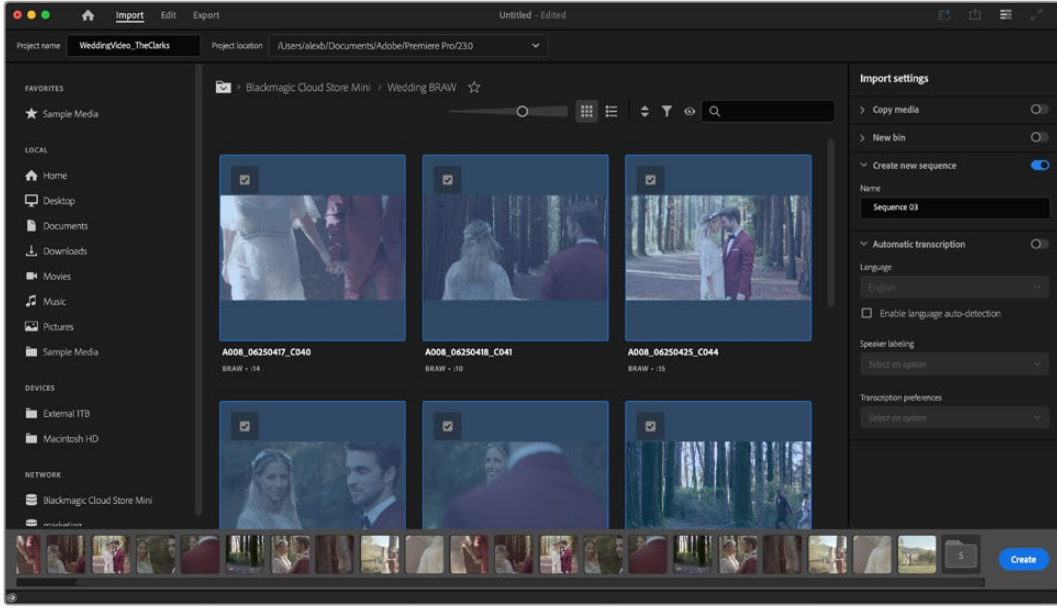 Import Edit Export Untitled - Edited
Project name WeddingVideo_TheClarks Project location /Users/alexb/Documents/Adobe/Premiere Pro/23.0
FAVORITES
Sample Media
LOCAL
Home
Desktop
Documents
Downloads
Movies
Music
Pictures
Sample Media
DEVICES
External 1TB
Macintosh HD
NETWORK
Blackmagic Cloud Store Mini
marketing
Blackmagic Cloud Store Mini > Wedding BRAW
A008_06250417_C040
BRAW • :14
A008_06250418_C041
BRAW • :10
A008_06250425_C044
BRAW • :15
Import settings
Copy media
New bin
Create new sequence
Name
Sequence 03
Automatic transcription
Language
English
Enable language auto-detection
Speaker labeling
Select an option
Transcription preferences
Select an option
S
Create